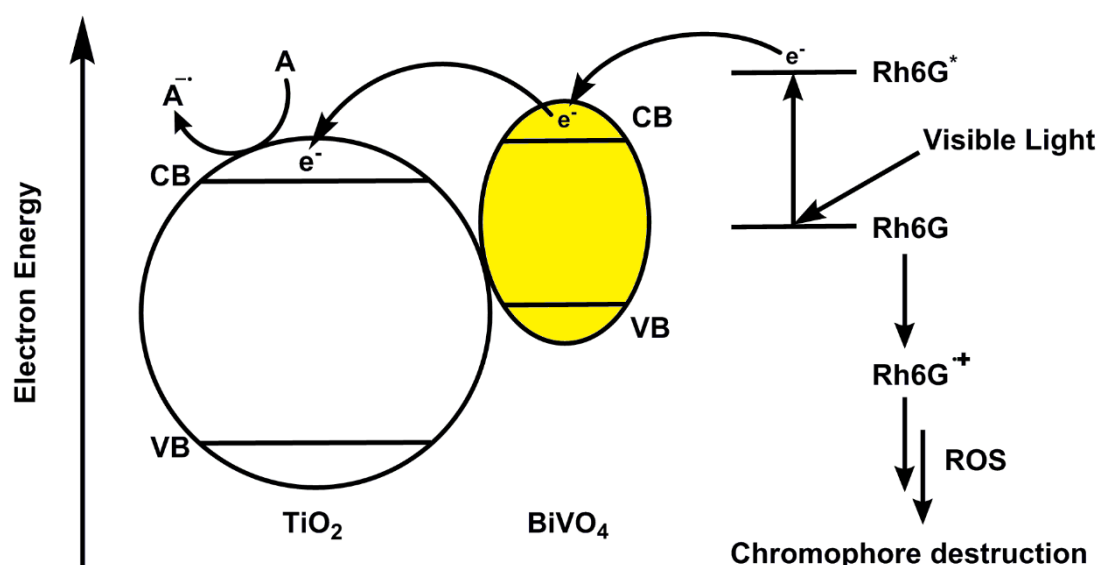 Electron Energy
A
A⁻·
e⁻
CB
VB
TiO₂
e⁻
CB
VB
BiVO₄
e⁻
Rh6G*
Visible Light
Rh6G
Rh6G·⁺
ROS
Chromophore destruction